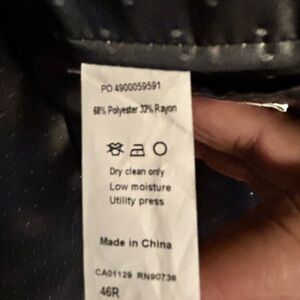 PO 4900059591
68% Polyester 32% Rayon
Dry clean only
Low moisture
Utility press
Made in China
CA01129 RN90736
46R